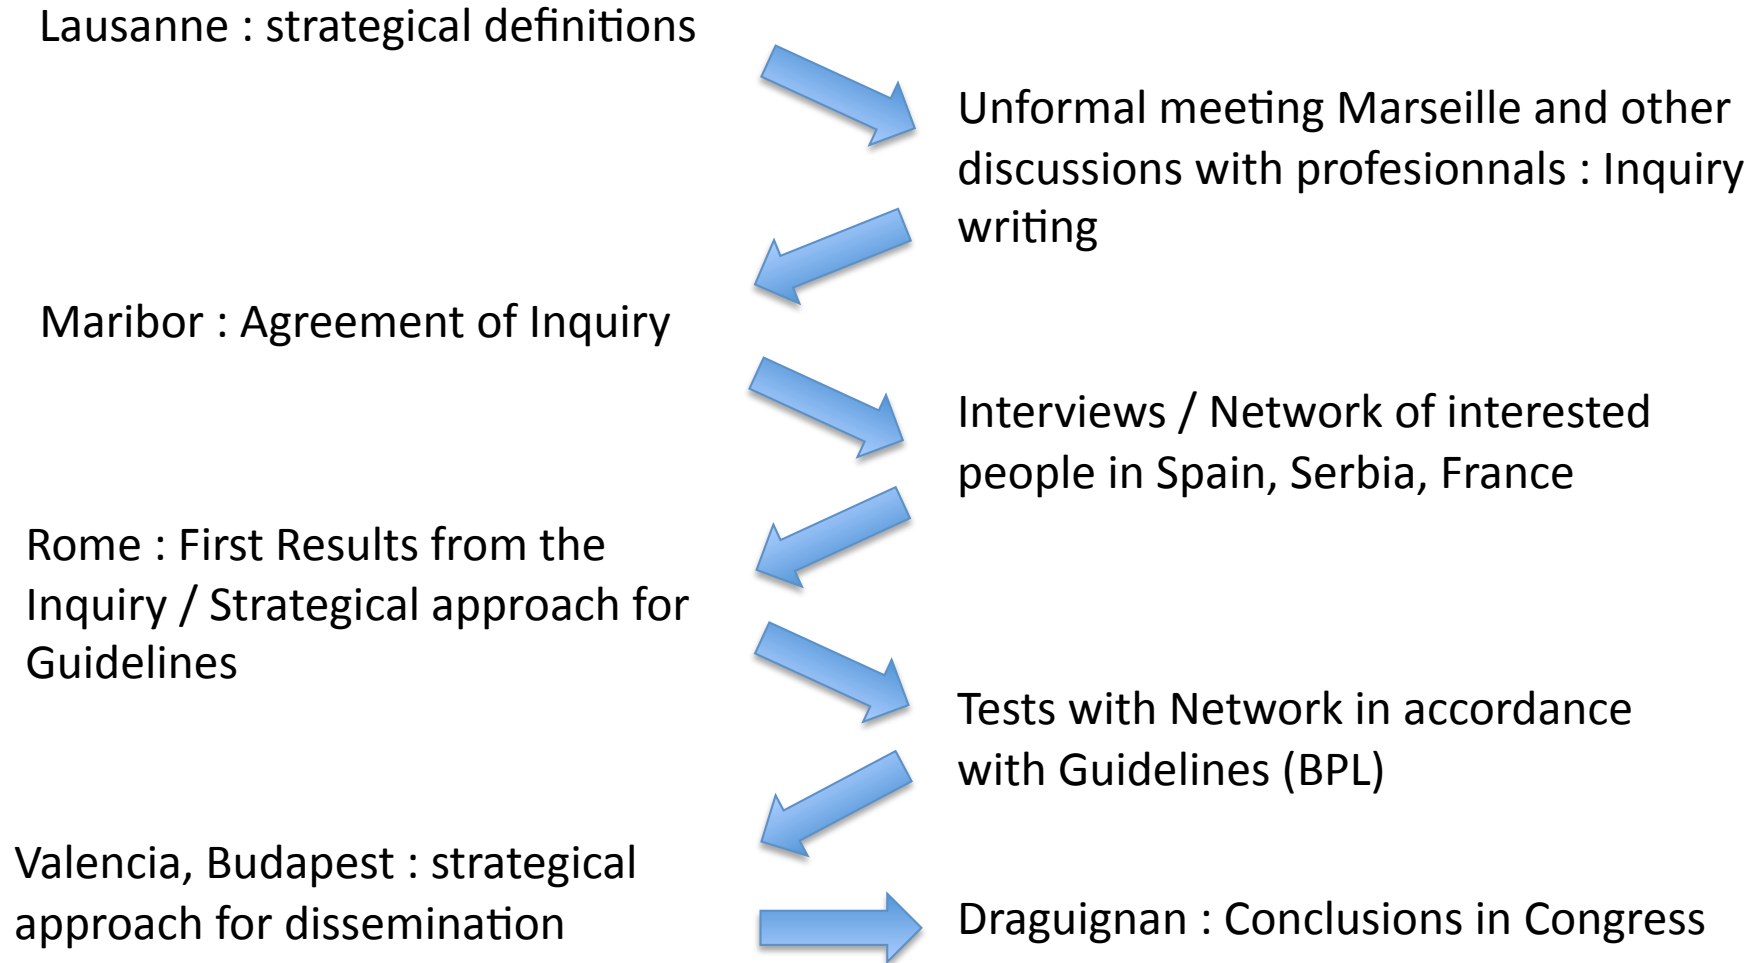 Lausanne : strategical definitions
Unformal meeting Marseille and other
discussions with profesionnals : Inquiry
writing
Maribor : Agreement of Inquiry
Interviews / Network of interested
people in Spain, Serbia, France
Rome : First Results from the
Inquiry / Strategical approach for
Guidelines
Tests with Network in accordance
with Guidelines (BPL)
Valencia, Budapest : strategical
approach for dissemination
Draguignan : Conclusions in Congress